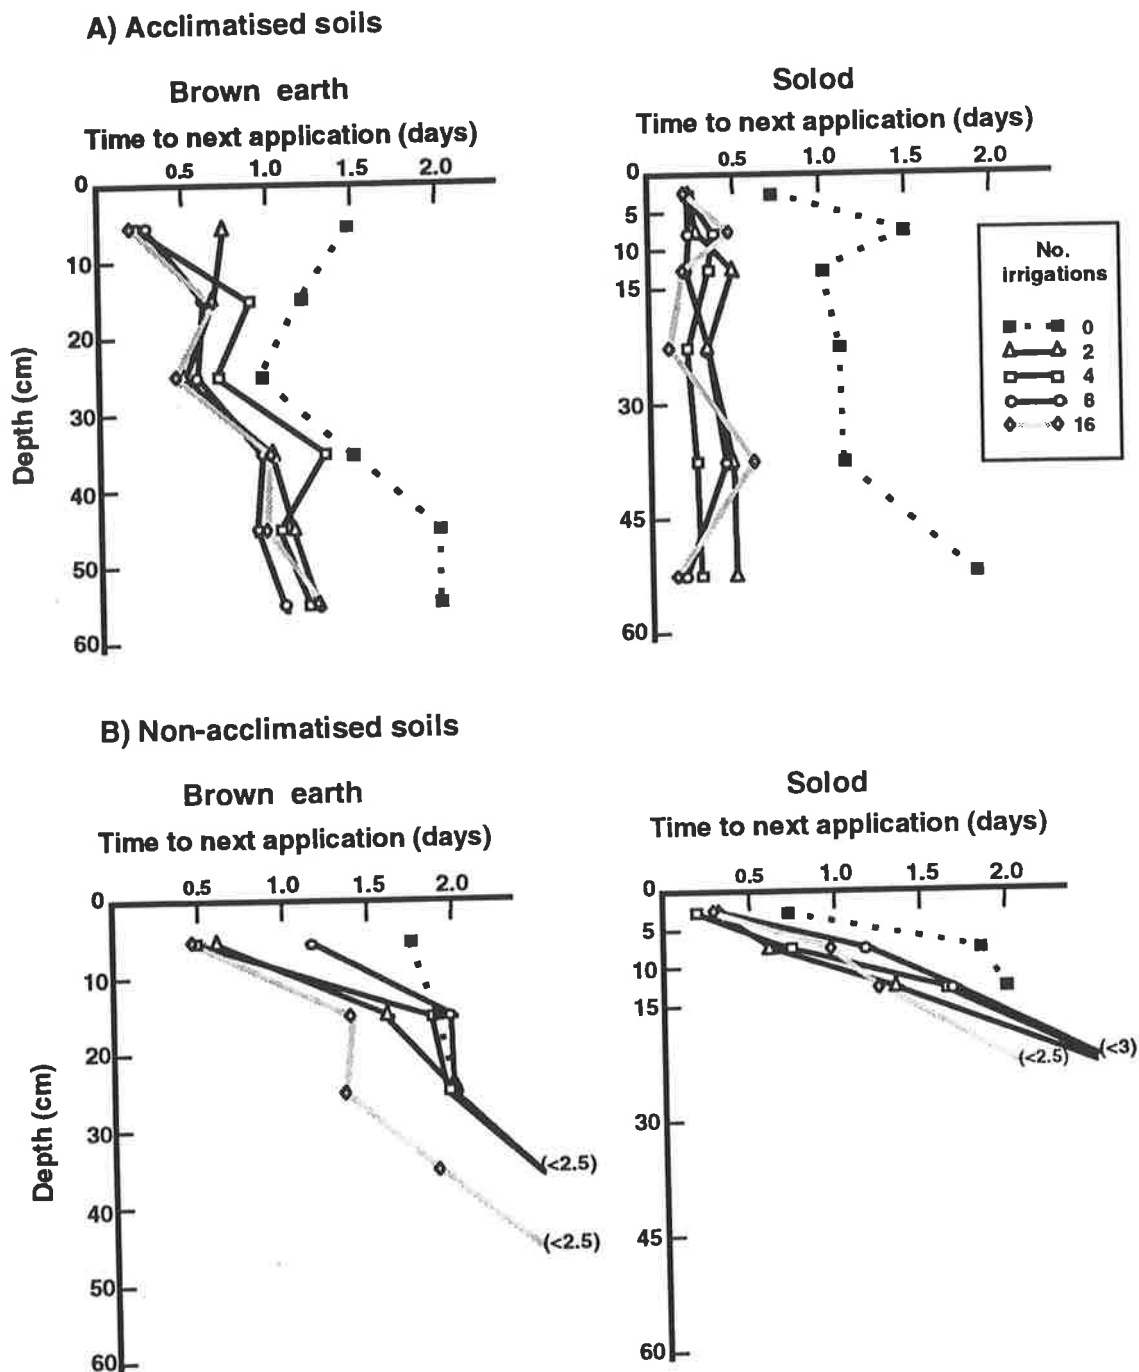 A) Acclimatised soils
Brown earth
Time to next application (days)
0.5 1.0 1.5 2.0
0
10
20
30
40
50
60
Depth (cm)
Solod
Time to next application (days)
0.5 1.0 1.5 2.0
0
5
10
15
30
45
60
No.
irrigations
0
2
4
8
16
B) Non-acclimatised soils
Brown earth
Time to next application (days)
0.5 1.0 1.5 2.0
0
10
20
30
40
50
60
Depth (cm)
(<2.5)
(<2.5)
Solod
Time to next application (days)
0.5 1.0 1.5 2.0
0
5
10
15
30
45
60
(<2.5)
(<3)